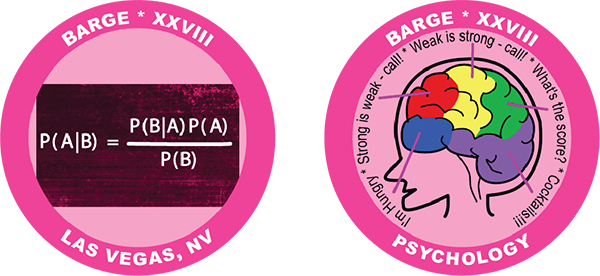 BARGE * XXVIII
P(A|B) = P(B|A) P(A)
P(B)
LAS VEGAS, NV
BARGE * XXVIII
I'm Hungry * Strong is weak - call! * Weak is strong - call! * What's the score? * Cocktails!!!
PSYCHOLOGY